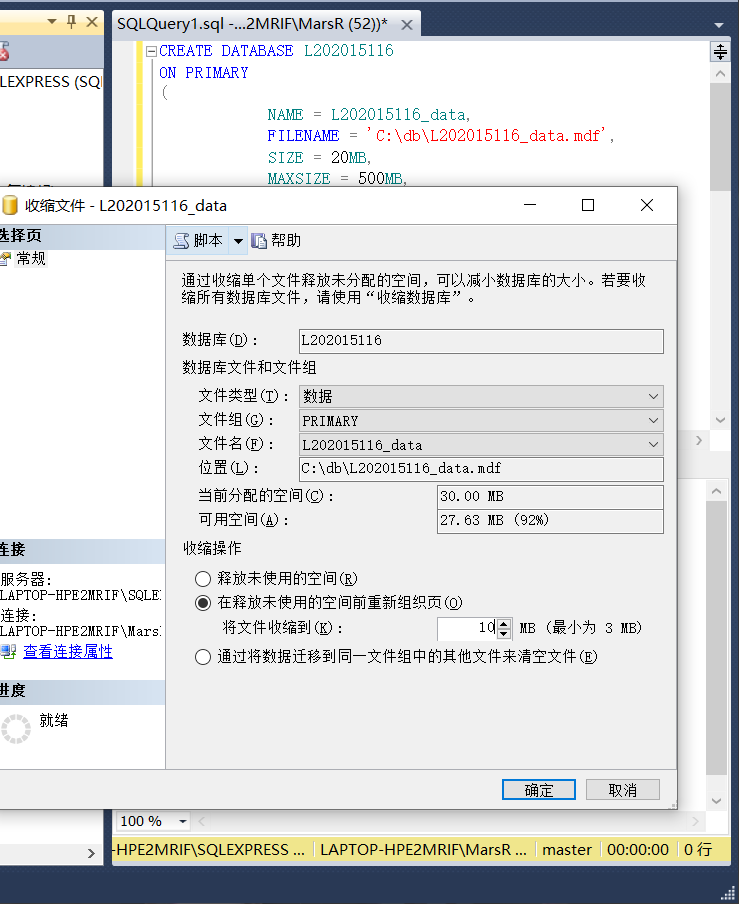 SQLQuery1.sql -...2MRIF\MarsR (52))*
LEXPRESS (SQ
CREATE DATABASE L202015116
ON PRIMARY
(
NAME = L202015116_data,
FILENAME = 'C:\db\L202015116_data.mdf',
SIZE = 20MB,
MAXSIZE = 500MB,
收缩文件 - L202015116_data
选择页
常规
脚本
帮助
通过收缩单个文件释放未分配的空间，可以减小数据库的大小。若要收
缩所有数据库文件，请使用“收缩数据库”。
数据库(D)： L202015116
数据库文件和文件组
文件类型(T)： 数据
文件组(G)： PRIMARY
文件名(F)： L202015116_data
位置(L)： C:\db\L202015116_data.mdf
当前分配的空间(C)： 30.00 MB
可用空间(A)： 27.63 MB (92%)
收缩操作
释放未使用的空间(R)
在释放未使用的空间前重新组织页(O)
将文件收缩到(K)： 10 MB (最小为 3 MB)
通过将数据迁移到同一文件组中的其他文件来清空文件(E)
连接
服务器:
LAPTOP-HPE2MRIF\SQLE
连接:
LAPTOP-HPE2MRIF\Mars
查看连接属性
进度
就绪
确定
取消
100 %
-HPE2MRIF\SQLEXPRESS ... LAPTOP-HPE2MRIF\MarsR ... master 00:00:00 0 行